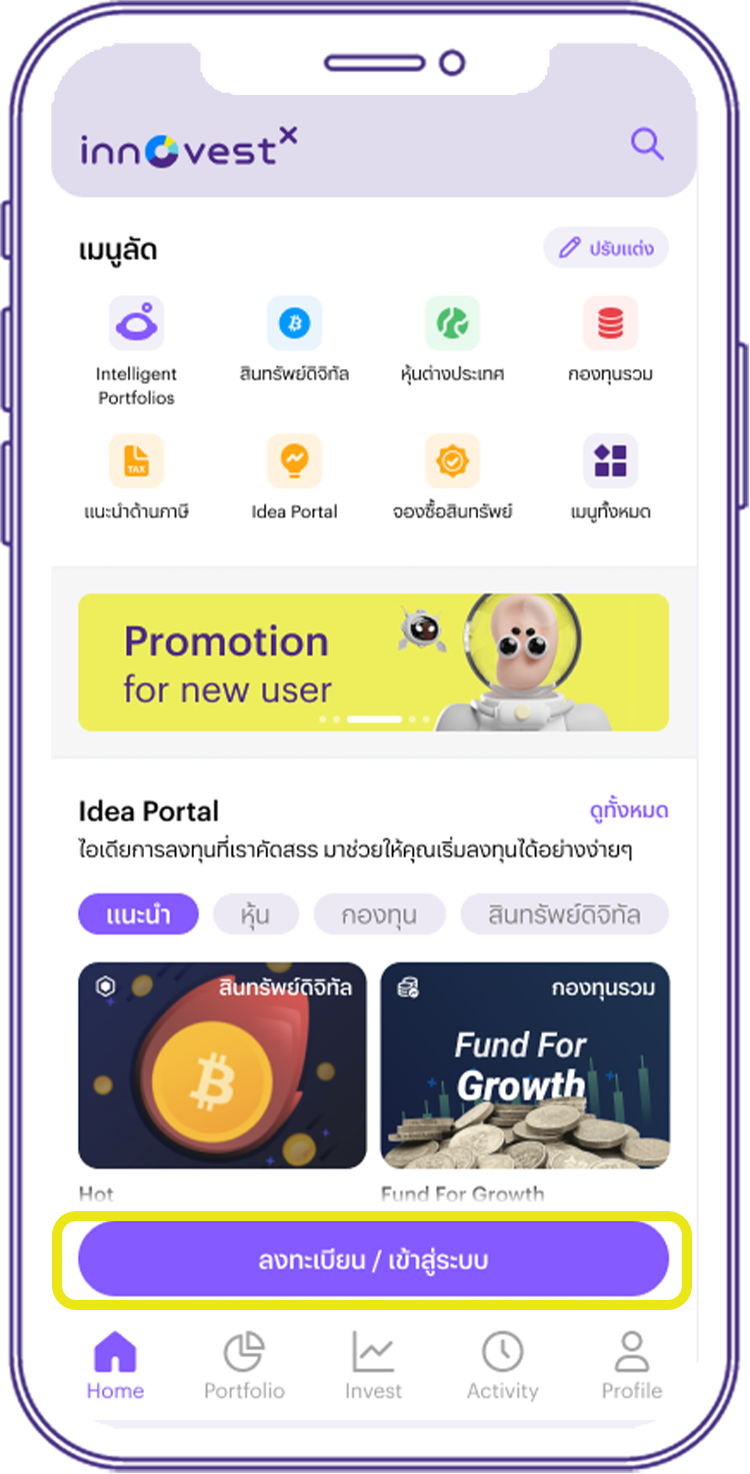 innovestx
เมนูลัด
ปรับแต่ง
Intelligent
Portfolios
สินทรัพย์ดิจิทัล
หุ้นต่างประเทศ
กองทุนรวม
TAX
แนะนำด้านภาษี
Idea Portal
จองซื้อสินทรัพย์
เมนูทั้งหมด
Promotion
for new user
Idea Portal
ดูทั้งหมด
ไอเดียการลงทุนที่เราคัดสรร มาช่วยให้คุณเริ่มลงทุนได้อย่างง่ายๆ
แนะนำ
หุ้น
กองทุน
สินทรัพย์ดิจิทัล
สินทรัพย์ดิจิทัล
กองทุนรวม
Fund For
Growth
Hot
Fund For Growth
ลงทะเบียน / เข้าสู่ระบบ
Home
Portfolio
Invest
Activity
Profile